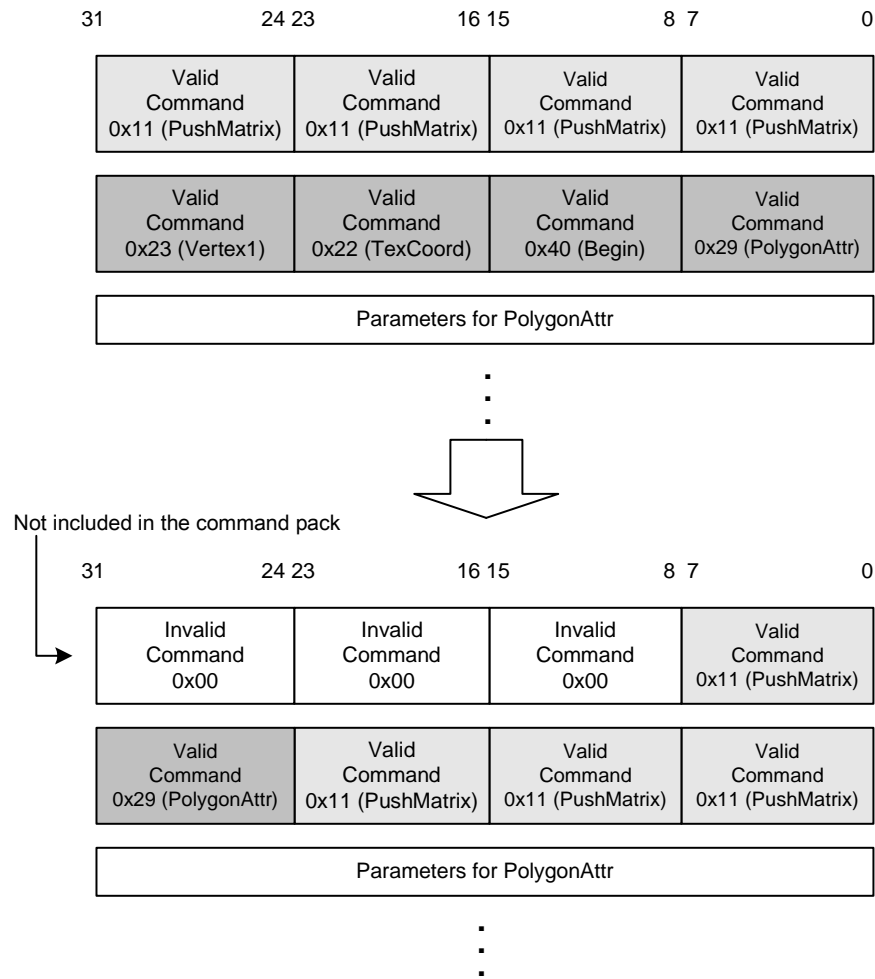 31 24 23 16 15 8 7 0
Valid Command 0x11 (PushMatrix)
Valid Command 0x11 (PushMatrix)
Valid Command 0x11 (PushMatrix)
Valid Command 0x11 (PushMatrix)
Valid Command 0x23 (Vertex1)
Valid Command 0x22 (TexCoord)
Valid Command 0x40 (Begin)
Valid Command 0x29 (PolygonAttr)
Parameters for PolygonAttr
Not included in the command pack
31 24 23 16 15 8 7 0
Invalid Command 0x00
Invalid Command 0x00
Invalid Command 0x00
Valid Command 0x11 (PushMatrix)
Valid Command 0x29 (PolygonAttr)
Valid Command 0x11 (PushMatrix)
Valid Command 0x11 (PushMatrix)
Valid Command 0x11 (PushMatrix)
Parameters for PolygonAttr